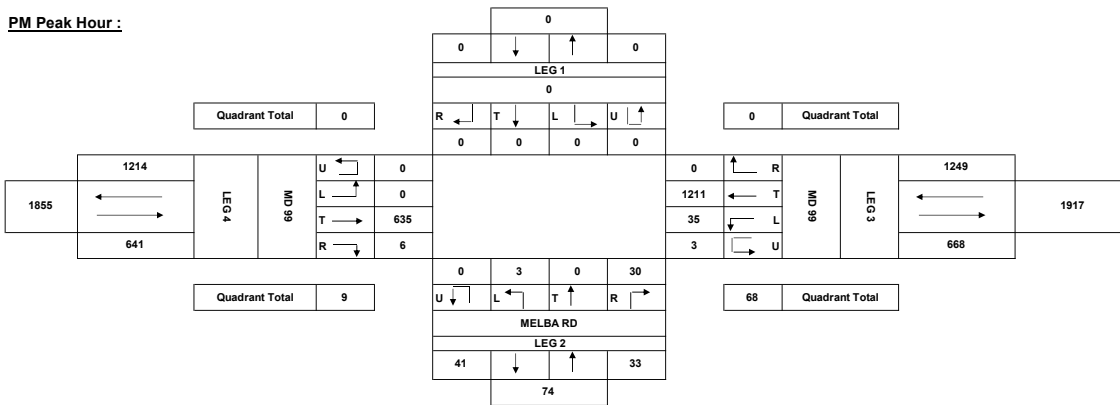 PM Peak Hour :
0
0 0
LEG 1
0
Quadrant Total 0
R T L U
0 Quadrant Total
0 0 0 0
1214
U 0
0 R
1249
1855
LEG 4
MD 99
L 0
1211 T
MD 99
LEG 3
1917
T 635
35 L
641
R 6
3 U
668
0 3 0 30
Quadrant Total 9
U L T R
68 Quadrant Total
MELBA RD
LEG 2
41 33
74